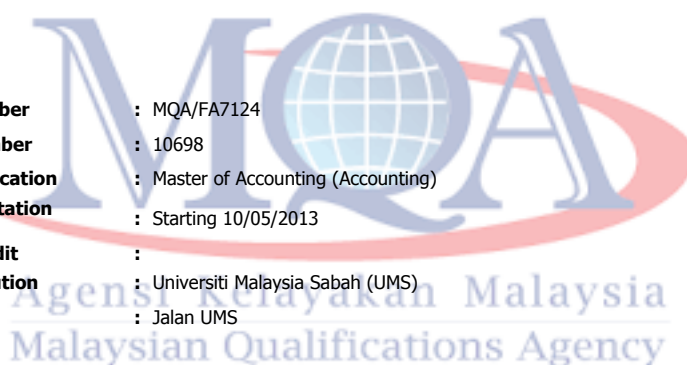 MQA
ber : MQA/FA7124
ber : 10698
cation : Master of Accounting (Accounting)
tation : Starting 10/05/2013
dit :
tion : Universiti Malaysia Sabah (UMS)
: Jalan UMS
Agensi Kelayakan Malaysia
Malaysian Qualifications Agency